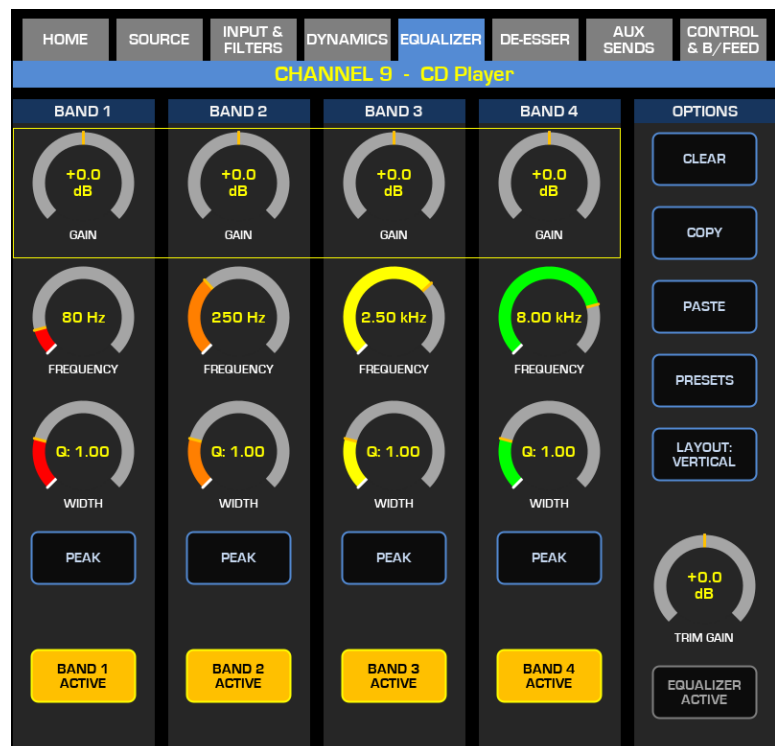 HOME
SOURCE
INPUT &
FILTERS
DYNAMICS
EQUALIZER
DE-ESSER
AUX
SENDS
CONTROL
& B/FEED
CHANNEL 9 - CD Player
BAND 1
BAND 2
BAND 3
BAND 4
OPTIONS
+0.0
dB
GAIN
+0.0
dB
GAIN
+0.0
dB
GAIN
+0.0
dB
GAIN
CLEAR
COPY
80 Hz
FREQUENCY
250 Hz
FREQUENCY
2.50 kHz
FREQUENCY
8.00 kHz
FREQUENCY
PASTE
PRESETS
Q: 1.00
WIDTH
Q: 1.00
WIDTH
Q: 1.00
WIDTH
Q: 1.00
WIDTH
LAYOUT:
VERTICAL
PEAK
PEAK
PEAK
PEAK
+0.0
dB
TRIM GAIN
BAND 1
ACTIVE
BAND 2
ACTIVE
BAND 3
ACTIVE
BAND 4
ACTIVE
EQUALIZER
ACTIVE